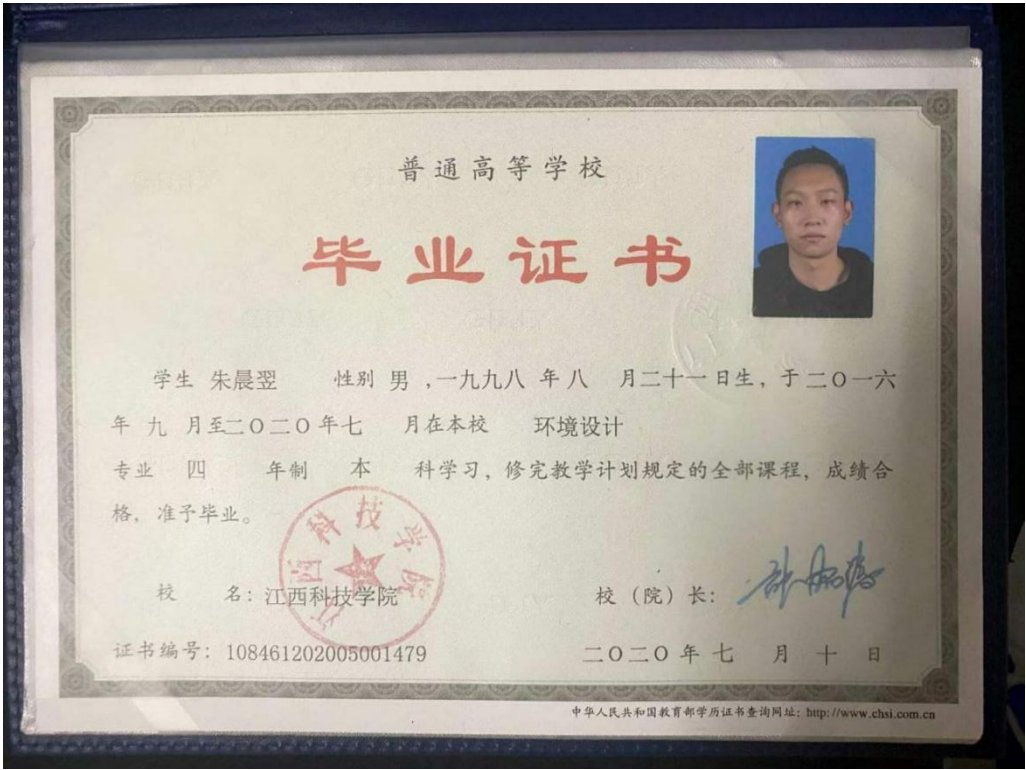 普通高等学校
毕业证书
学生 朱晨翌 性别 男 ,一九九八 年 八 月二十一日生, 于二〇一六
年 九 月至二〇二〇年七 月在本校 环境设计
专业 四 年制 本 科学习, 修完教学计划规定的全部课程, 成绩合
格, 准予毕业。
江西科技学院
校 名: 江西科技学院 校（院）长:
证书编号: 108461202005001479 二〇二〇年 七 月 十 日
中华人民共和国教育部学历证书查询网址: http://www.chsi.com.cn